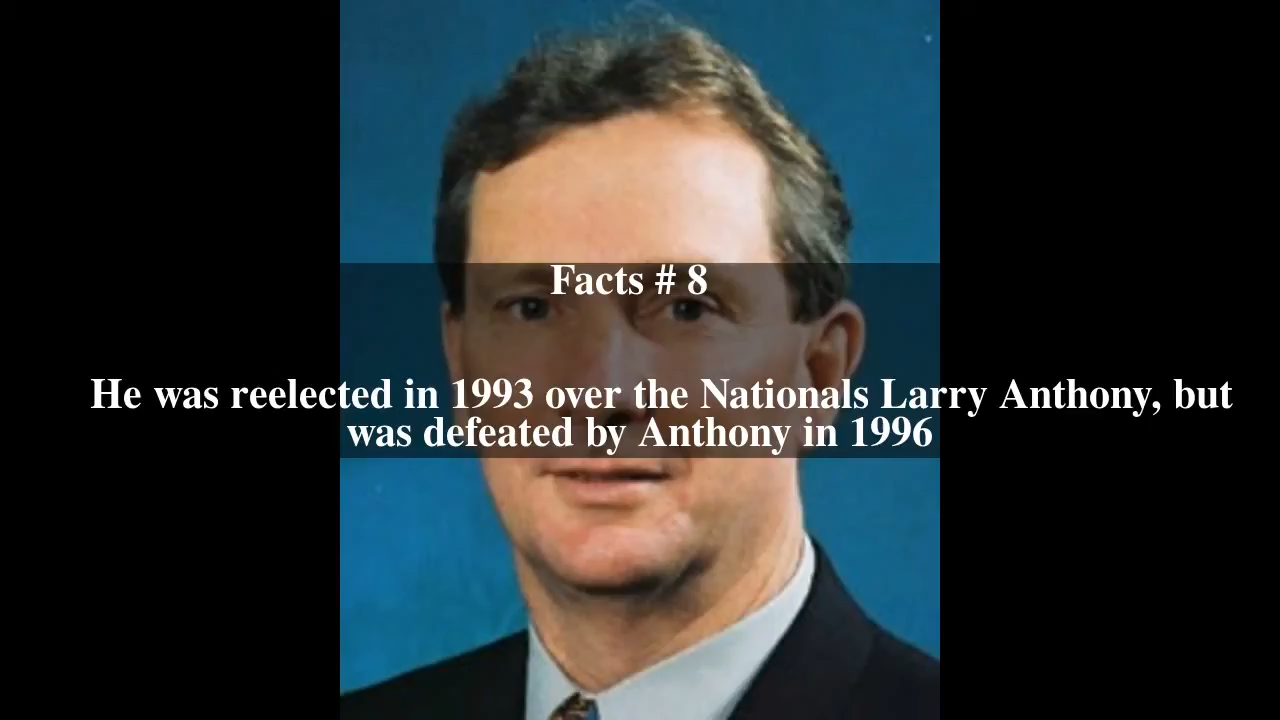 Facts # 8
He was reelected in 1993 over the Nationals Larry Anthony, but
was defeated by Anthony in 1996